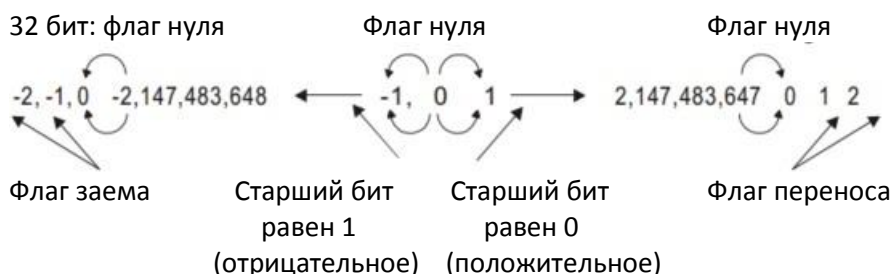 32 бит: флаг нуля Флаг нуля Флаг нуля
-2, -1, 0 -2,147,483,648 -1, 0 1 2,147,483,647 0 1 2
Флаг заема Старший бит Старший бит Флаг переноса
равен 1 равен 0
(отрицательное) (положительное)